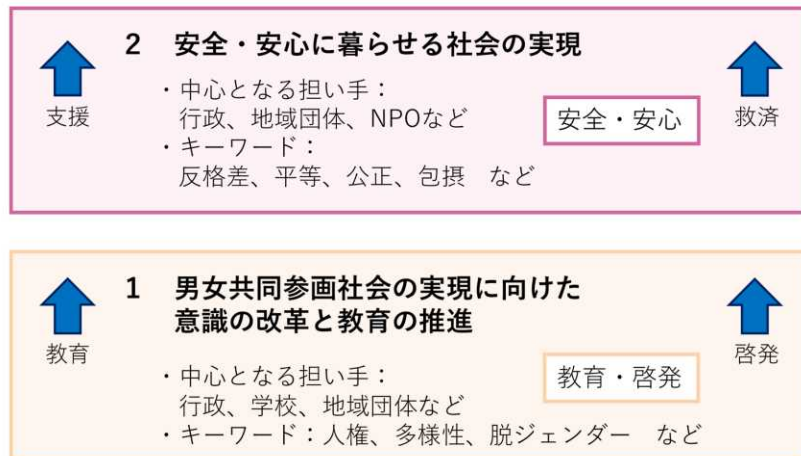 2 安全・安心に暮らせる社会の実現
支援
・中心となる担い手：
行政、地域団体、NPOなど
・キーワード：
反格差、平等、公正、包摂 など
安全・安心
救済
1 男女共同参画社会の実現に向けた
意識の改革と教育の推進
教育
・中心となる担い手：
行政、学校、地域団体など
・キーワード：人権、多様性、脱ジェンダー など
教育・啓発
啓発